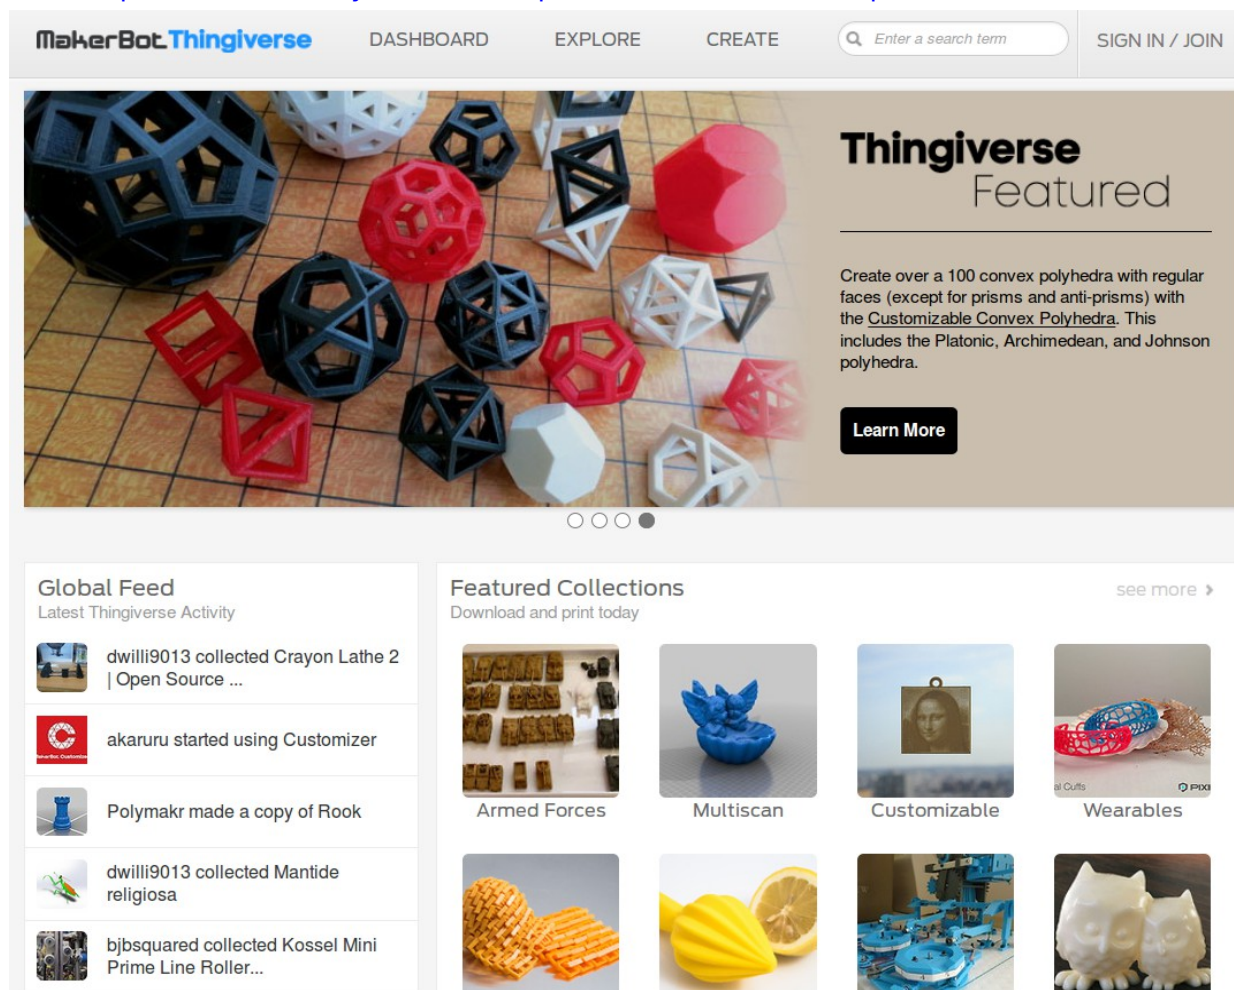 MakerBot Thingiverse
DASHBOARD
EXPLORE
CREATE
Enter a search term
SIGN IN / JOIN
Thingiverse
Featured
Create over a 100 convex polyhedra with regular
faces (except for prisms and anti-prisms) with
the Customizable Convex Polyhedra. This
includes the Platonic, Archimedean, and Johnson
polyhedra.
Learn More
Global Feed
Latest Thingiverse Activity
dwilli9013 collected Crayon Lathe 2
| Open Source ...
akaruru started using Customizer
Polymakr made a copy of Rook
dwilli9013 collected Mantide
religiosa
bjbsquared collected Kossel Mini
Prime Line Roller...
Featured Collections
Download and print today
see more
Armed Forces
Multiscan
Customizable
al Cuffs
PIXI
Wearables